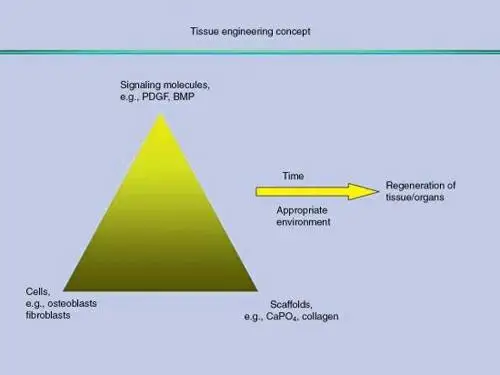 Tissue engineering concept
Signaling molecules,
e.g., PDGF, BMP
Time
Appropriate
environment
Regeneration of
tissue/organs
Cells,
e.g., osteoblasts
fibroblasts
Scaffolds,
e.g., CaPO₄, collagen